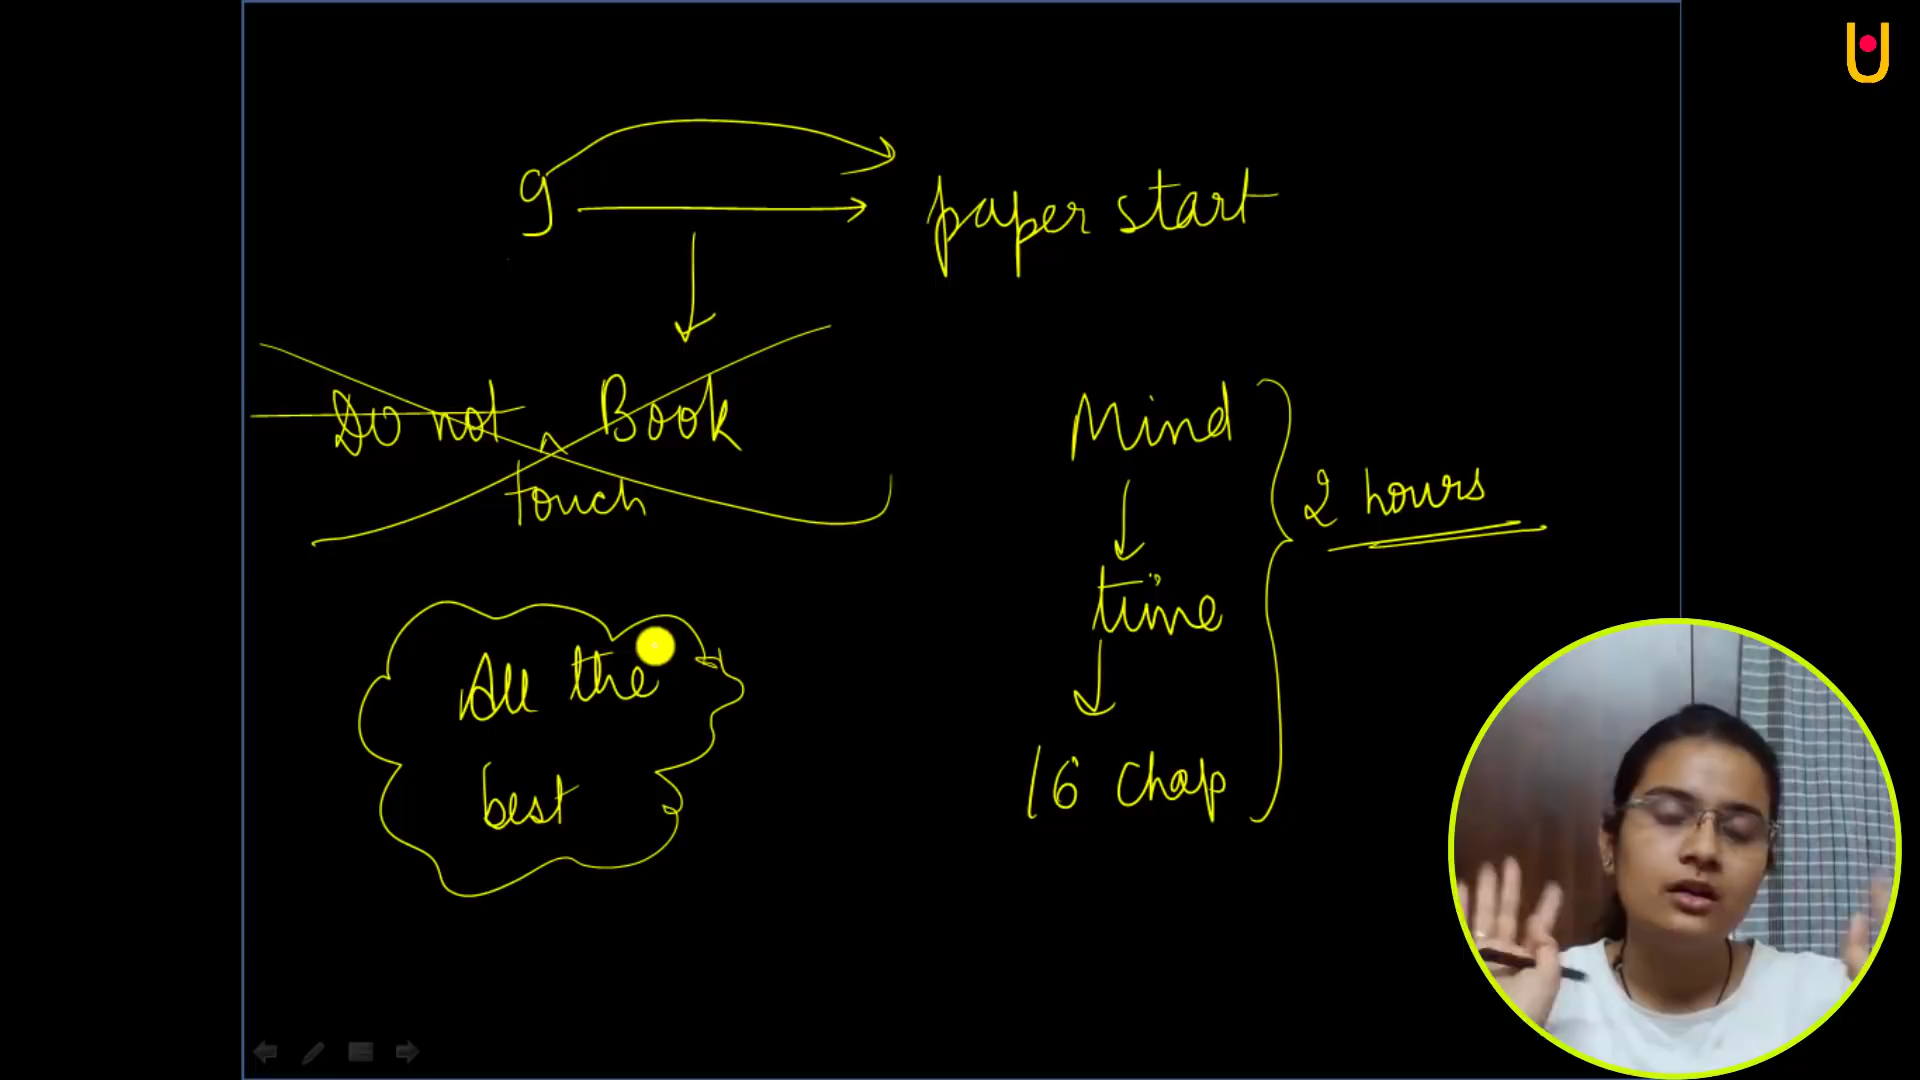 9
paper start
Do not Book
touch
Mind
time
16 Chap
2 hours
All the
best